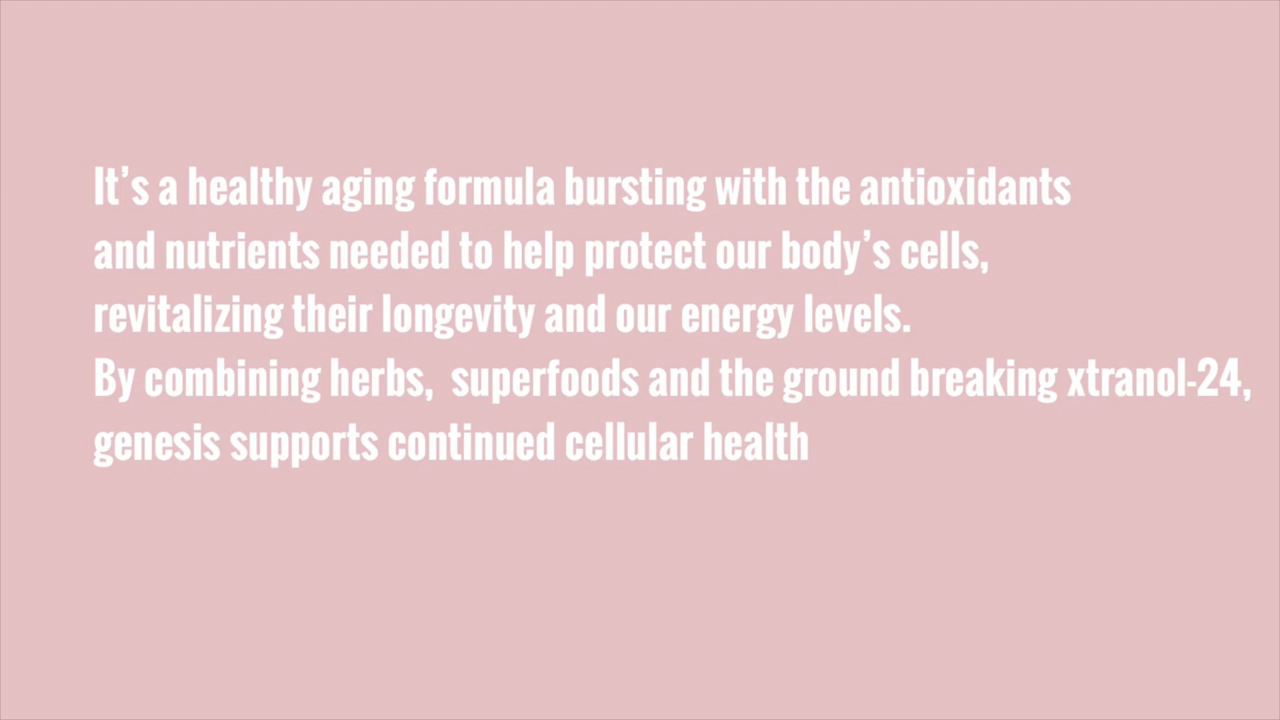 It’s a healthy aging formula bursting with the antioxidants
and nutrients needed to help protect our body’s cells,
revitalizing their longevity and our energy levels.
By combining herbs,  superfoods and the ground breaking xtranol-24,
genesis supports continued cellular health